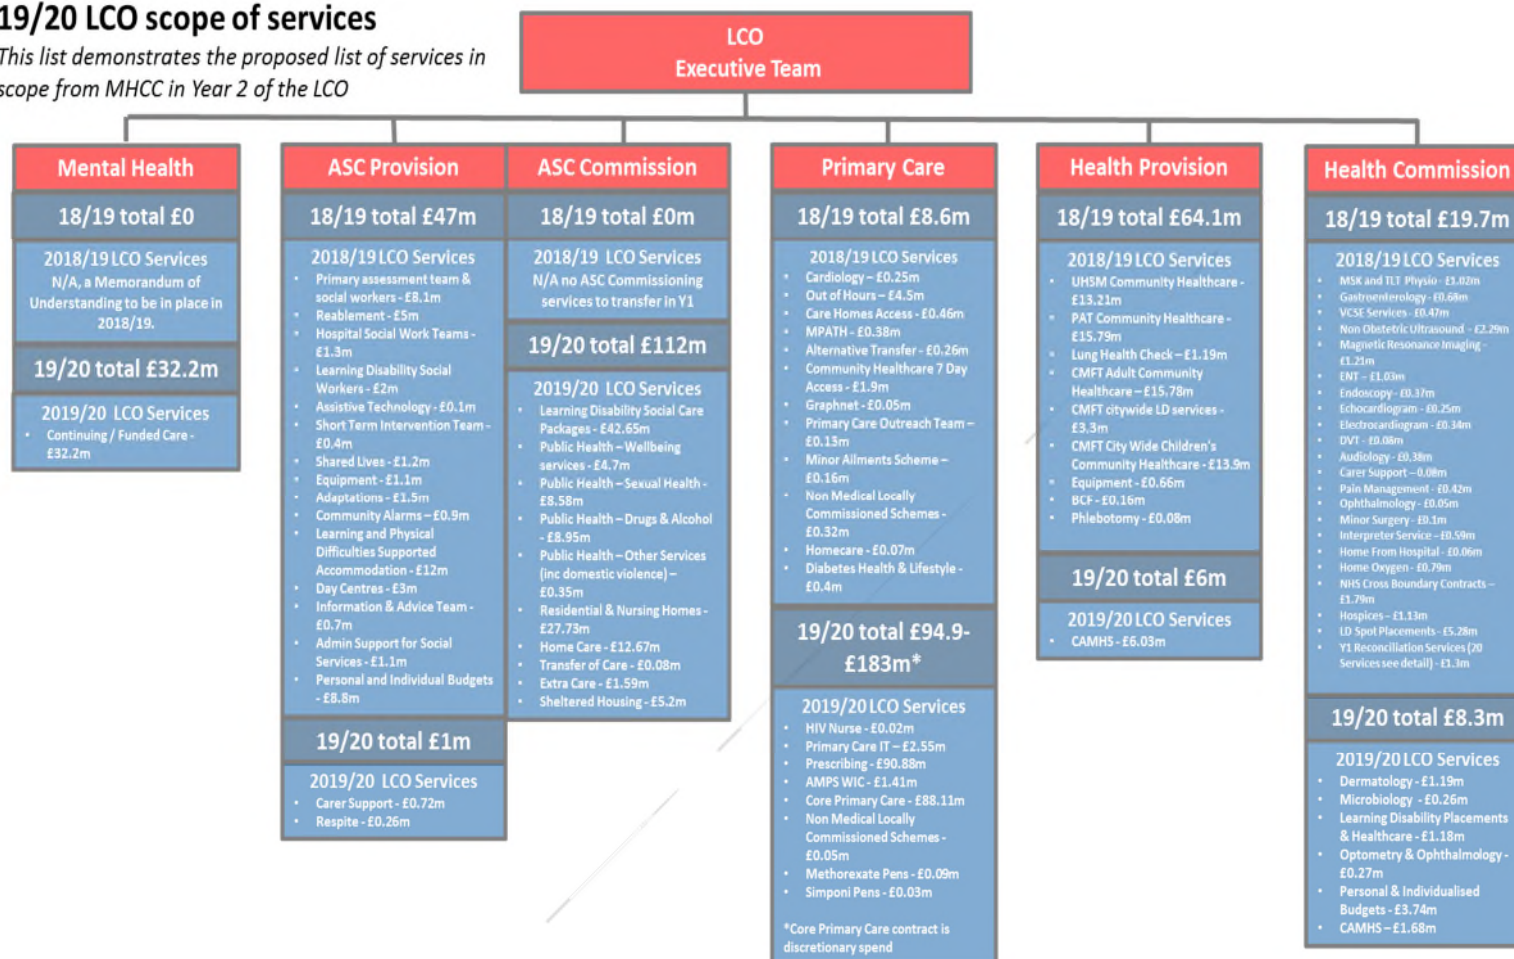 19/20 LCO scope of services
This list demonstrates the proposed list of services in
scope from MHCC in Year 2 of the LCO
LCO
Executive Team
Mental Health
18/19 total £0
2018/19 LCO Services
N/A, a Memorandum of
Understanding to be in place in
2018/19.
19/20 total £32.2m
2019/20 LCO Services
• Continuing / Funded Care -
£32.2m
ASC Provision
18/19 total £47m
2018/19 LCO Services
• Primary assessment team &
social workers - £8.1m
• Reablement - £5m
• Hospital Social Work Teams -
£1.3m
• Learning Disability Social
Workers - £2m
• Assistive Technology - £0.1m
• Short Term Intervention Team -
£0.4m
• Shared Lives - £1.2m
• Equipment - £1.1m
• Adaptations - £1.5m
• Community Alarms – £0.9m
• Learning and Physical
Difficulties Supported
Accommodation - £12m
• Day Centres - £3m
• Information & Advice Team -
£0.7m
• Admin Support for Social
Services - £1.1m
• Personal and Individual Budgets
- £8.8m
19/20 total £1m
2019/20 LCO Services
• Carer Support - £0.72m
• Respite - £0.26m
ASC Commission
18/19 total £0m
2018/19 LCO Services
N/A no ASC Commissioning
services to transfer in Y1
19/20 total £112m
2019/20 LCO Services
• Learning Disability Social Care
Packages - £42.65m
• Public Health – Wellbeing
services - £4.7m
• Public Health – Sexual Health -
£8.58m
• Public Health – Drugs & Alcohol
- £8.95m
• Public Health – Other Services
(inc domestic violence) –
£0.35m
• Residential & Nursing Homes -
£27.73m
• Home Care - £12.67m
• Transfer of Care - £0.08m
• Extra Care - £1.59m
• Sheltered Housing - £5.2m
Primary Care
18/19 total £8.6m
2018/19 LCO Services
• Cardiology – £0.25m
• Out of Hours – £4.5m
• Care Homes Access - £0.46m
• MPATH - £0.38m
• Alternative Transfer - £0.26m
• Community Healthcare 7 Day
Access - £1.9m
• Graphnet - £0.05m
• Primary Care Outreach Team –
£0.13m
• Minor Ailments Scheme –
£0.16m
• Non Medical Locally
Commissioned Schemes -
£0.32m
• Homecare - £0.07m
• Diabetes Health & Lifestyle -
£0.4m
19/20 total £94.9-
£183m*
2019/20 LCO Services
• HIV Nurse - £0.02m
• Primary Care IT – £2.55m
• Prescribing - £90.88m
• AMPS WIC - £1.41m
• Core Primary Care - £88.11m
• Non Medical Locally
Commissioned Schemes -
£0.05m
• Methorexate Pens - £0.09m
• Simponi Pens - £0.03m
*Core Primary Care contract is
discretionary spend
Health Provision
18/19 total £64.1m
2018/19 LCO Services
• UHSM Community Healthcare -
£13.21m
• PAT Community Healthcare -
£15.79m
• Lung Health Check – £1.19m
• CMFT Adult Community
Healthcare – £15.78m
• CMFT citywide LD services -
£3.3m
• CMFT City Wide Children's
Community Healthcare - £13.9m
• Equipment - £0.66m
• BCF - £0.16m
• Phlebotomy - £0.08m
19/20 total £6m
2019/20 LCO Services
• CAMHS - £6.03m
Health Commission
18/19 total £19.7m
2018/19 LCO Services
• MSK and TLT Physio - £1.02m
• Gastroenterology - £0.68m
• VCSE Services - £0.47m
• Non Obstetric Ultrasound - £2.29m
• Magnetic Resonance Imaging -
£1.21m
• ENT – £1.03m
• Endoscopy - £0.37m
• Echocardiogram - £0.25m
• Electrocardiogram - £0.34m
• DVT - £0.08m
• Audiology - £0.38m
• Carer Support –0.08m
• Pain Management - £0.42m
• Ophthalmology - £0.05m
• Minor Surgery - £0.1m
• Interpreter Service – £0.59m
• Home From Hospital - £0.06m
• Home Oxygen - £0.79m
• NHS Cross Boundary Contracts –
£1.79m
• Hospices - £1.13m
• LD Spot Placements - £5.28m
• Y1 Reconciliation Services (20
Services see detail) - £1.3m
19/20 total £8.3m
2019/20 LCO Services
• Dermatology - £1.19m
• Microbiology - £0.26m
• Learning Disability Placements
& Healthcare - £1.18m
• Optometry & Ophthalmology -
£0.27m
• Personal & Individualised
Budgets - £3.74m
• CAMHS – £1.68m